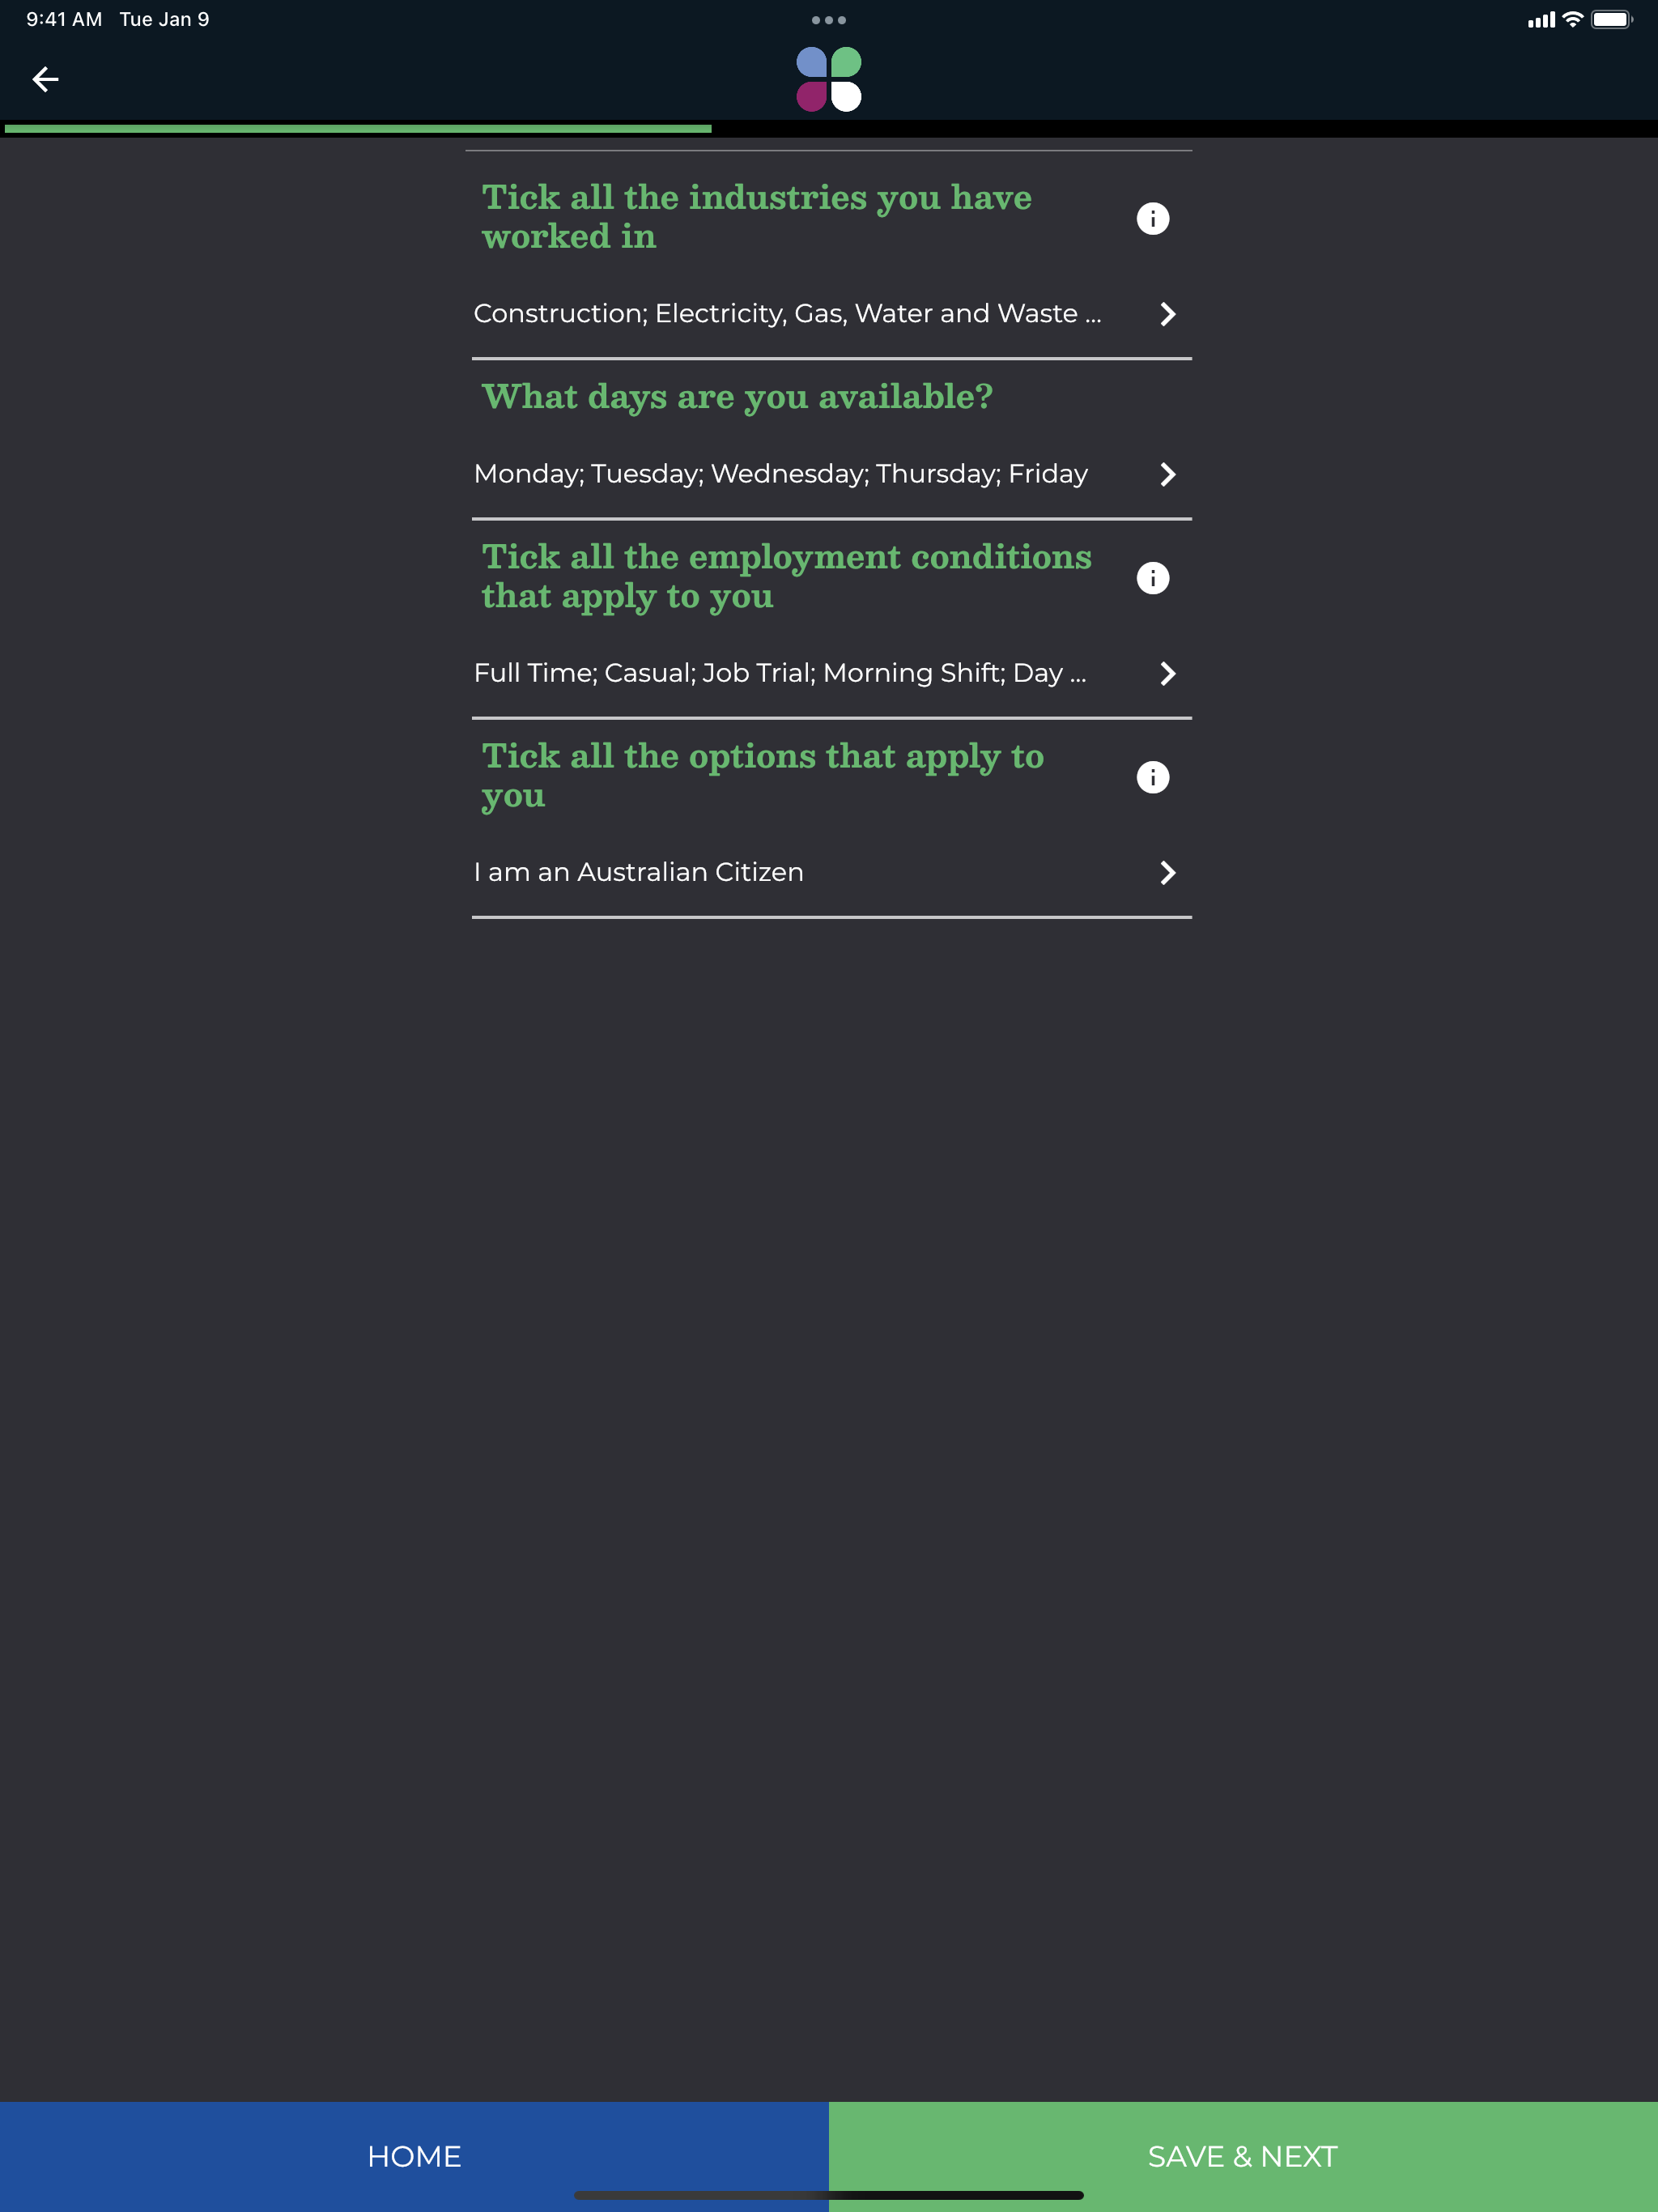 9:41 AM Tue Jan 9
Tick all the industries you have
worked in
Construction; Electricity, Gas, Water and Waste ...
What days are you available?
Monday; Tuesday; Wednesday; Thursday; Friday
Tick all the employment conditions
that apply to you
Full Time; Casual; Job Trial; Morning Shift; Day ...
Tick all the options that apply to
you
I am an Australian Citizen
HOME
SAVE & NEXT